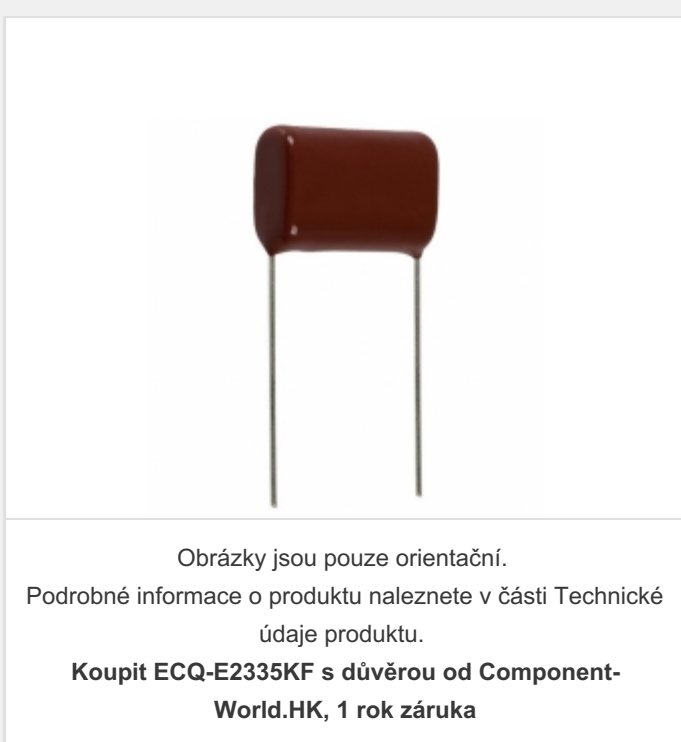 Obrázky jsou pouze orientační.
Podrobné informace o produktu naleznete v části Technické
údaje produktu.
Koupit ECQ-E2335KF s důvěrou od Component-
World.HK, 1 rok záruka